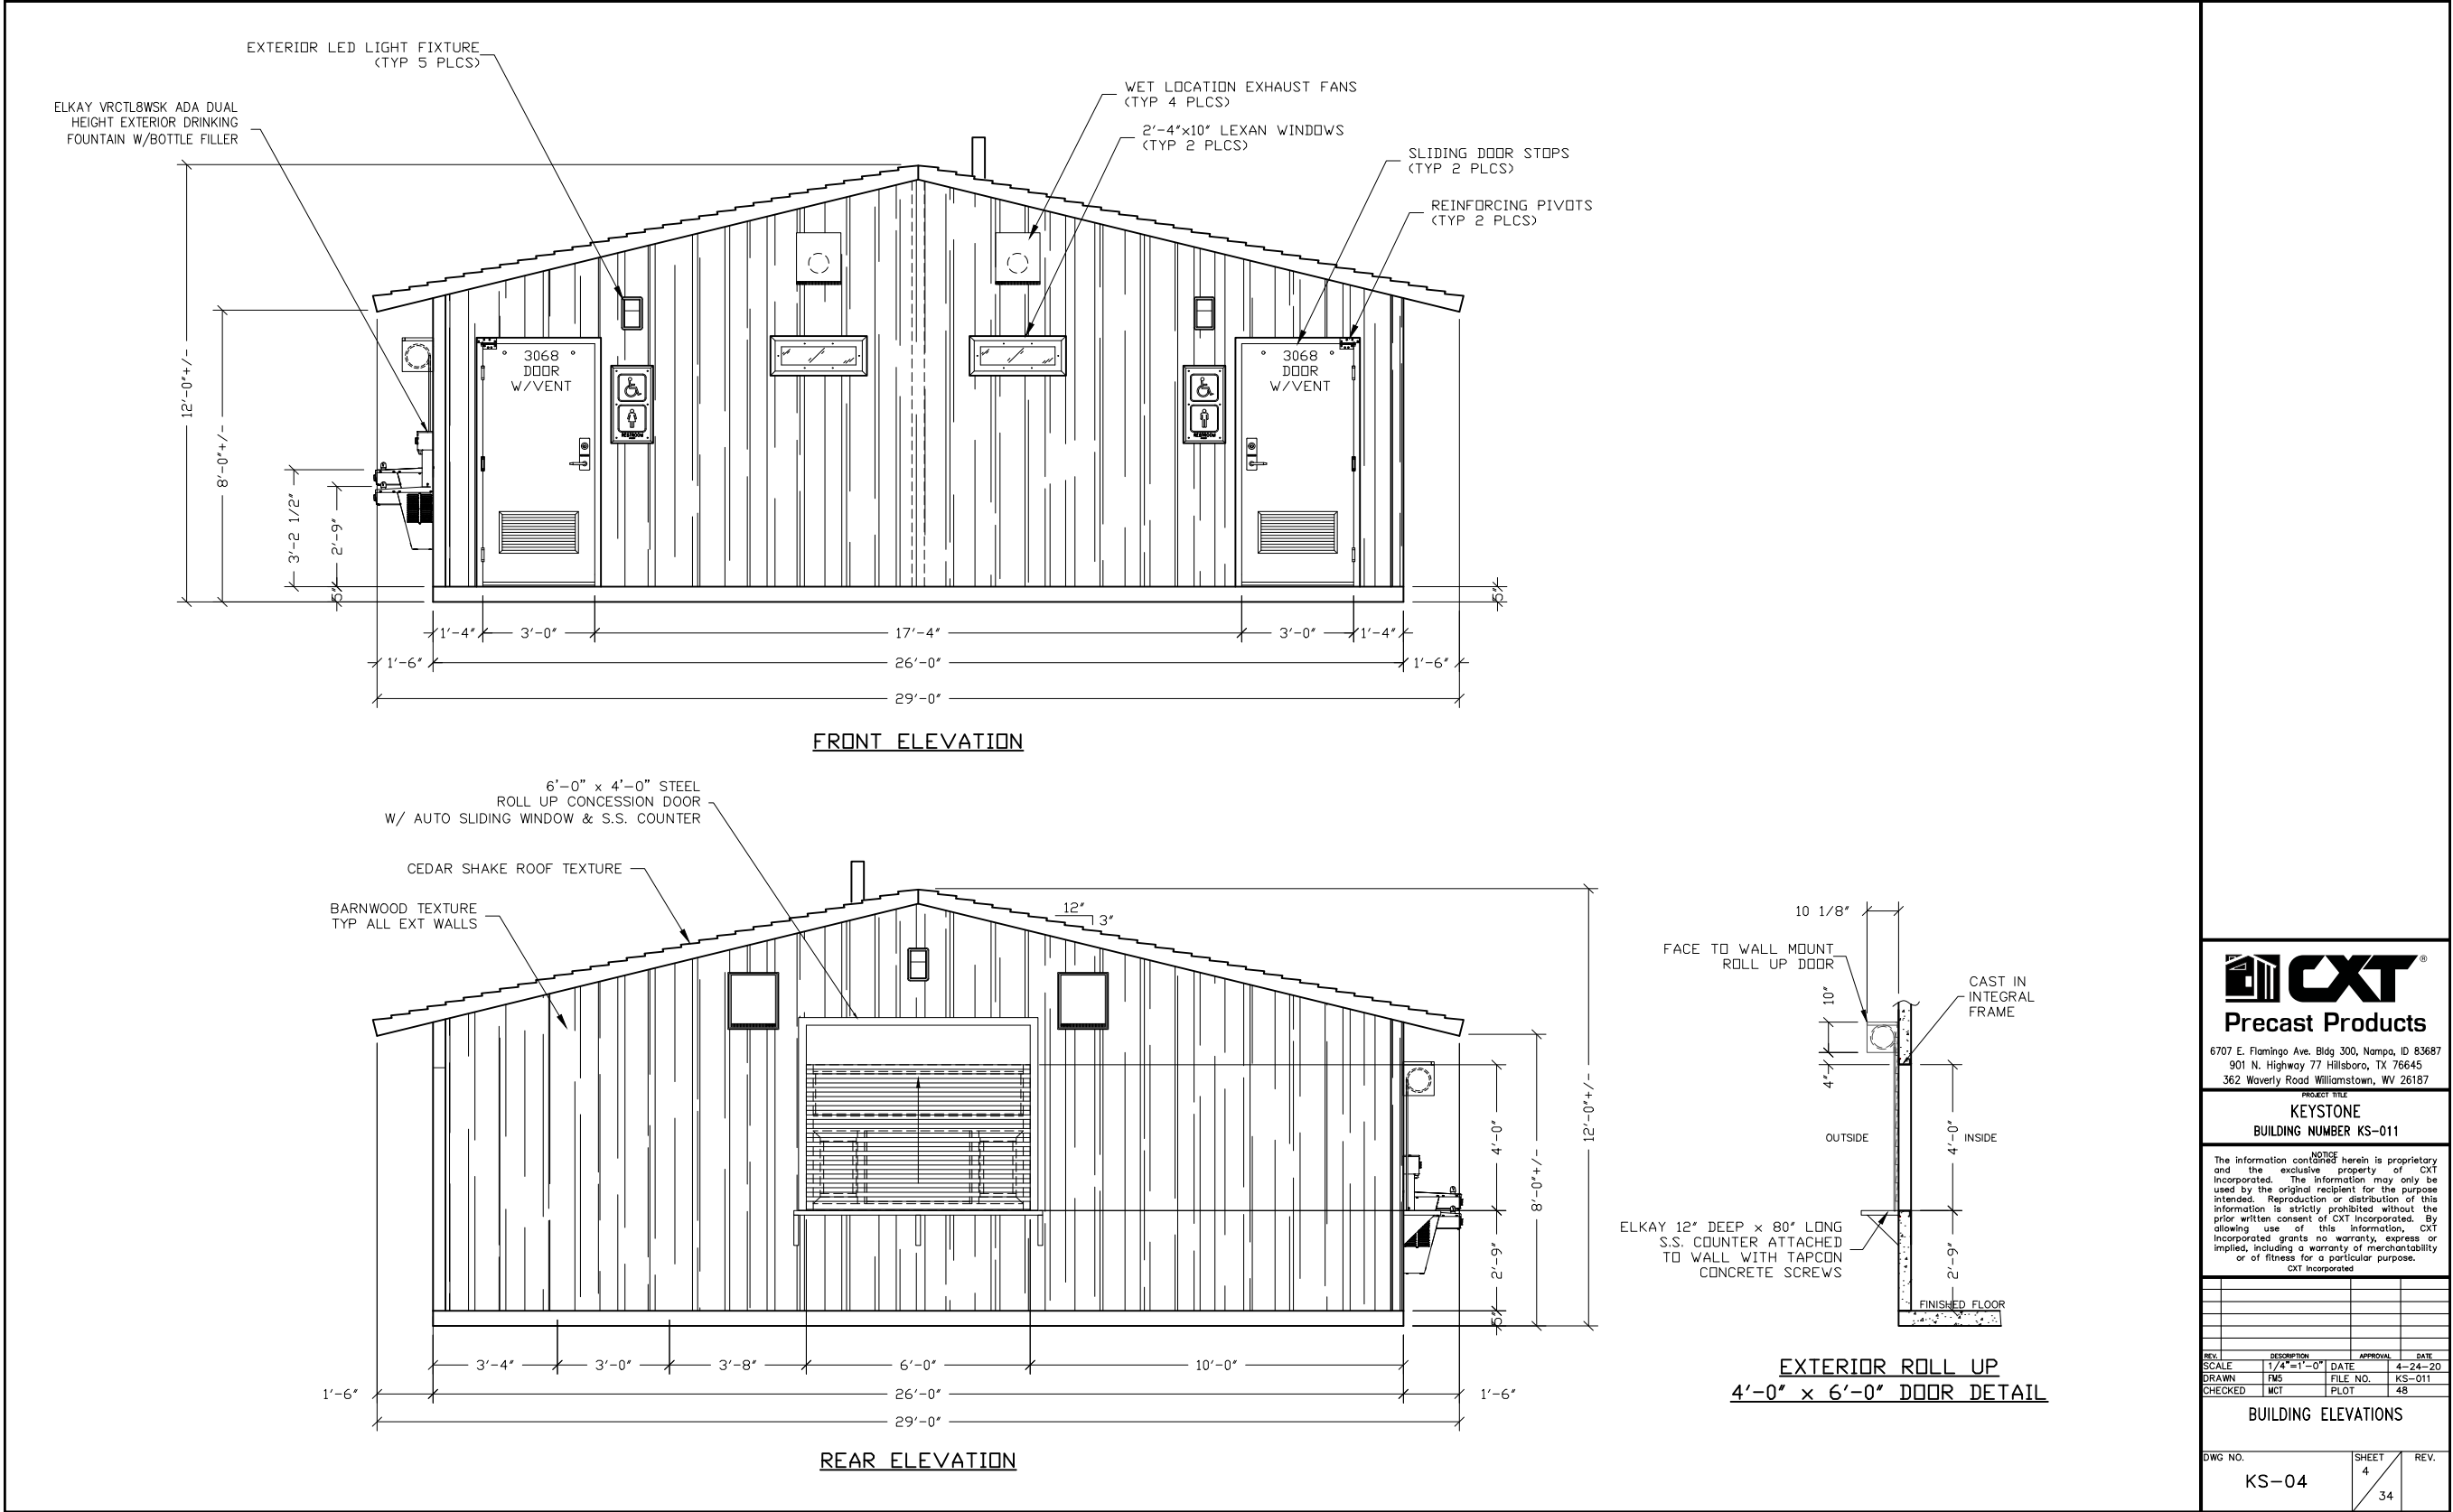 EXTERIOR LED LIGHT FIXTURE
(TYP 5 PLCS)
ELKAY VRCTL8WSK ADA DUAL
HEIGHT EXTERIOR DRINKING
FOUNTAIN W/BOTTLE FILLER
WET LOCATION EXHAUST FANS
(TYP 4 PLCS)
2'-4"x10" LEXAN WINDOWS
(TYP 2 PLCS)
SLIDING DOOR STOPS
(TYP 2 PLCS)
REINFORCING PIVOTS
(TYP 2 PLCS)
12'-0"+/-
8'-0"+/-
3'-2 1/2"
2'-9"
5"
3068
DOOR
W/VENT
RESTROOM
RESTROOM
3068
DOOR
W/VENT
5"
1'-4"
3'-0"
17'-4"
3'-0"
1'-4"
1'-6"
26'-0"
1'-6"
29'-0"
FRONT ELEVATION
6'-0" x 4'-0" STEEL
ROLL UP CONCESSION DOOR
W/ AUTO SLIDING WINDOW & S.S. COUNTER
CEDAR SHAKE ROOF TEXTURE
BARNWOOD TEXTURE
TYP ALL EXT WALLS
12"
3"
4'-0"
2'-9"
5"
8'-0"+/-
12'-0"+/-
3'-4"
3'-0"
3'-8"
6'-0"
10'-0"
1'-6"
26'-0"
1'-6"
29'-0"
REAR ELEVATION
10 1/8"
FACE TO WALL MOUNT
ROLL UP DOOR
CAST IN
INTEGRAL
FRAME
10"
4"
OUTSIDE
4'-0"
INSIDE
ELKAY 12" DEEP x 80" LONG
S.S. COUNTER ATTACHED
TO WALL WITH TAPCON
CONCRETE SCREWS
2'-9"
FINISHED FLOOR
EXTERIOR ROLL UP
4'-0" x 6'-0" DOOR DETAIL
CXT®
Precast Products
6707 E. Flamingo Ave. Bldg 300, Nampa, ID 83687
901 N. Highway 77 Hillsboro, TX 76645
362 Waverly Road Williamstown, WV 26187
PROJECT TITLE
KEYSTONE
BUILDING NUMBER KS-011
NOTICE
The information contained herein is proprietary
and the exclusive property of CXT
Incorporated. The information may only be
used by the original recipient for the purpose
intended. Reproduction or distribution of this
information is strictly prohibited without the
prior written consent of CXT Incorporated. By
allowing use of this information, CXT
Incorporated grants no warranty, express or
implied, including a warranty of merchantability
or of fitness for a particular purpose.
CXT Incorporated
REV. DESCRIPTION APPROVAL DATE
SCALE 1/4"=1'-0" DATE 4-24-20
DRAWN FMS FILE NO. KS-011
CHECKED MCT PLOT 48
BUILDING ELEVATIONS
DWG NO. SHEET REV.
KS-04 4 34